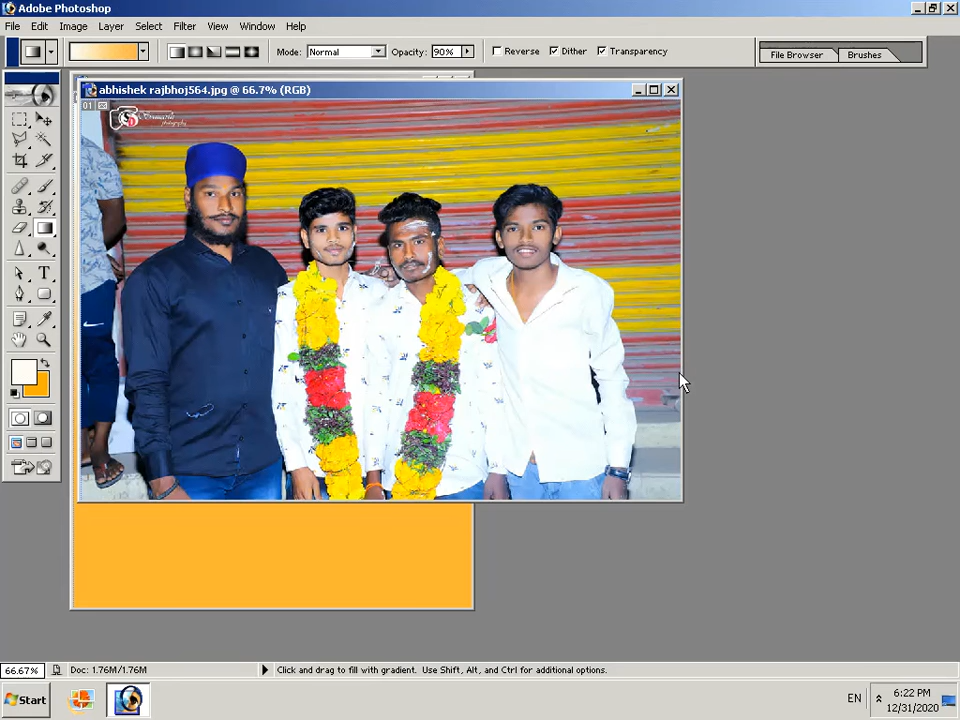 Adobe Photoshop
File Edit Image Layer Select Filter View Window Help
Mode: Normal Opacity: 90% Reverse Dither Transparency File Browser Brushes
abhishek rajbhoj564.jpg @ 66.7% (RGB)
01
photography
T
66.67% Doc: 1.76M/1.76M Click and drag to fill with gradient. Use Shift, Alt, and Ctrl for additional options.
Start EN 6:22 PM
12/31/2020